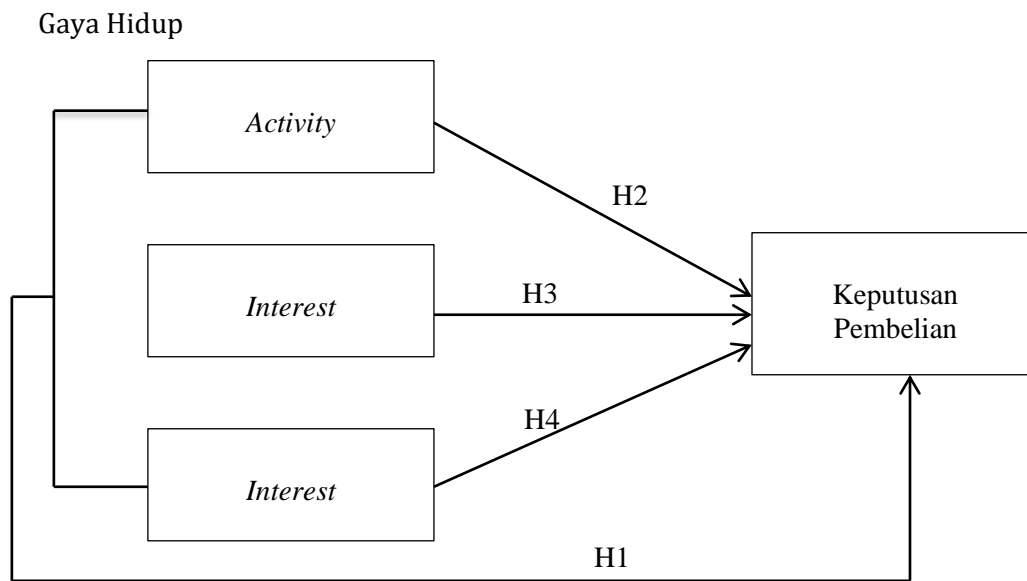 Gaya Hidup
Activity
H2
Interest
H3
Keputusan
Pembelian
H4
Interest
H1